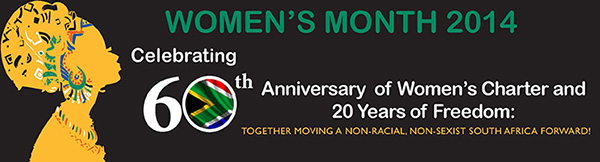 WOMEN'S MONTH 2014
Celebrating
60th Anniversary of Women's Charter and
20 Years of Freedom:
TOGETHER MOVING A NON-RACIAL, NON-SEXIST SOUTH AFRICA FORWARD!